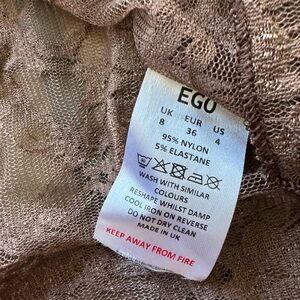 EGO
UK EUR US
8 36 4
95% NYLON
5% ELASTANE
WASH WITH SIMILAR
COLOURS
RESHAPE WHILST DAMP
COOL IRON ON REVERSE
DO NOT DRY CLEAN
MADE IN UK
KEEP AWAY FROM FIRE